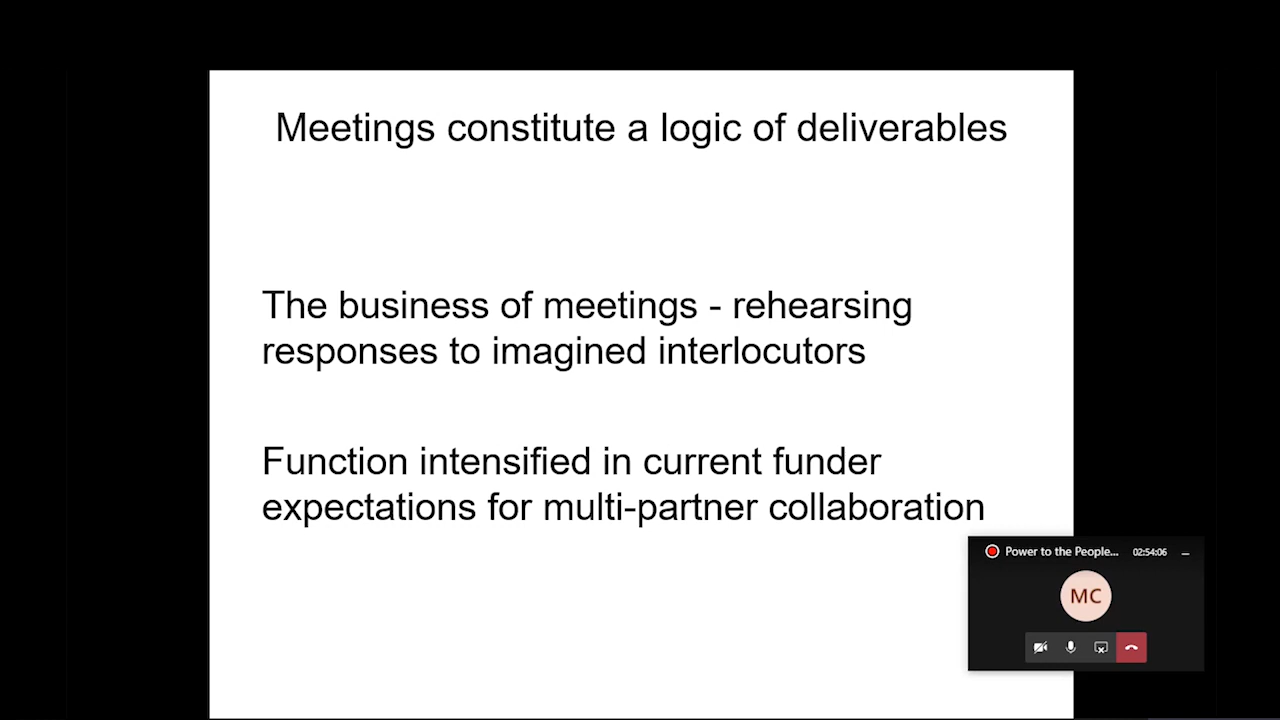 Meetings constitute a logic of deliverables
The business of meetings - rehearsing
responses to imagined interlocutors
Function intensified in current funder
expectations for multi-partner collaboration
Power to the People... 02:54:06
MC